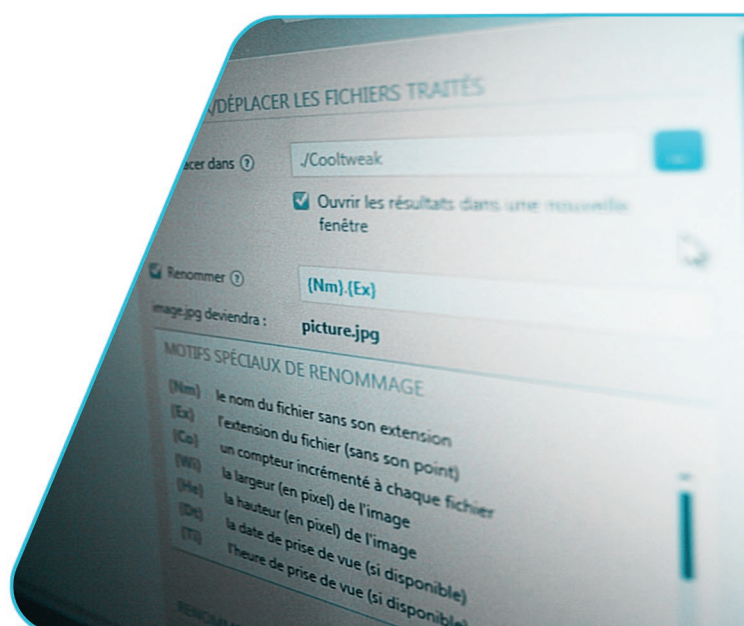 /DÉPLACER LES FICHIERS TRAITÉS
acer dans ?
./Cooltweak
...
Ouvrir les résultats dans une nouvelle
fenêtre
Renommer ?
{Nm}.{Ex}
image.jpg deviendra :
picture.jpg
MOTIFS SPÉCIAUX DE RENOMMAGE
{Nm} le nom du fichier sans son extension
{Ex} l'extension du fichier (sans son point)
{Co} un compteur incrémenté à chaque fichier
{Wi} la largeur (en pixel) de l'image
{He} la hauteur (en pixel) de l'image
{Dt} la date de prise de vue (si disponible)
{Ti} l'heure de prise de vue (si disponible)